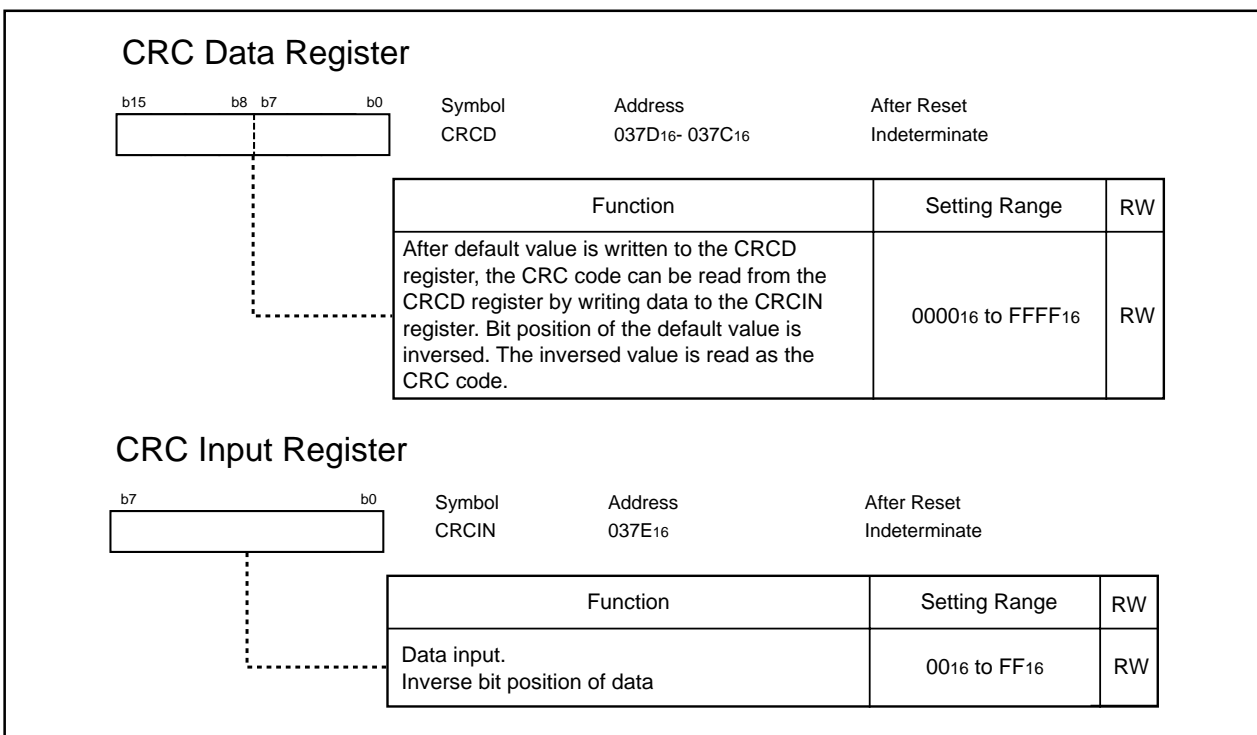 CRC Data Register
b15 b8 b7 b0 Symbol Address After Reset
CRCD 037D16- 037C16 Indeterminate
Function Setting Range RW
After default value is written to the CRCD
register, the CRC code can be read from the
CRCD register by writing data to the CRCIN
register. Bit position of the default value is
inversed. The inversed value is read as the
CRC code.
000016 to FFFF16 RW
CRC Input Register
b7 b0 Symbol Address After Reset
CRCIN 037E16 Indeterminate
Function Setting Range RW
Data input.
Inverse bit position of data
0016 to FF16 RW